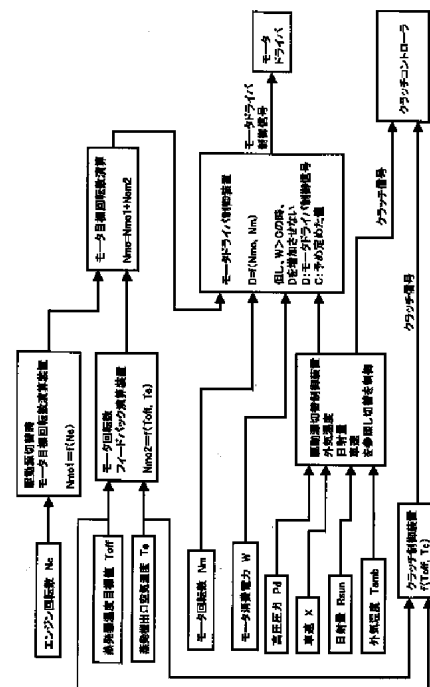 エンジン回転数 Ne
蒸発器温度目標値 Toff
蒸発器出口空気温度 Te
モータ回転数 Nm
モータ消費電力 W
高圧圧力 Pd
車速 X
日射量 Rsun
外気温度 Tamb
駆動源切替時
モータ目標回転数演算装置
Nmo1=f(Ne)
モータ回転数
フィードバック演算装置
Nmo2=f(Toff, Te)
駆動源切替制御装置
外気温度
日射量
車速
を参照し切替を制御
クラッチ制御装置
f(Toff, Te)
モータ目標回転数演算
Nmo=Nmo1+Nom2
モータドライバ制御装置
D=f(Nmo, Nm)
但し、W>Cの時、
Dを増加させない
D:モータドライバ制御信号
C:予め定めた値
モータドライバ
制御信号
クラッチ信号
クラッチ信号
モータ
ドライバ
クラッチコントローラ